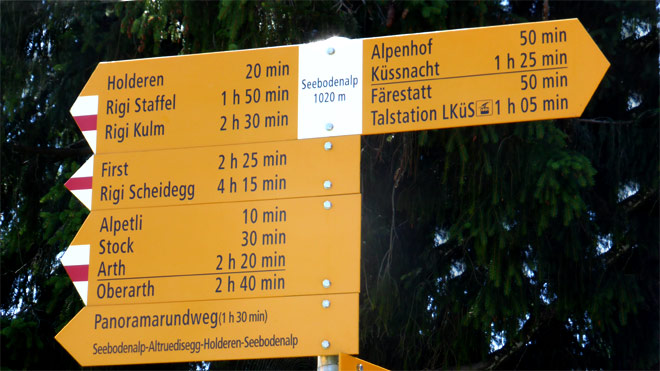 Holderen 20 min
Rigi Staffel 1 h 50 min
Rigi Kulm 2 h 30 min
Seebodenalp
1020 m
Alpenhof 50 min
Küssnacht 1 h 25 min
Färestatt 50 min
Talstation LKüS 1 h 05 min
First 2 h 25 min
Rigi Scheidegg 4 h 15 min
Alpetli 10 min
Stock 30 min
Arth 2 h 20 min
Oberarth 2 h 40 min
Panoramarundweg(1 h 30 min)
Seebodenalp-Altruedisegg-Holderen-Seebodenalp